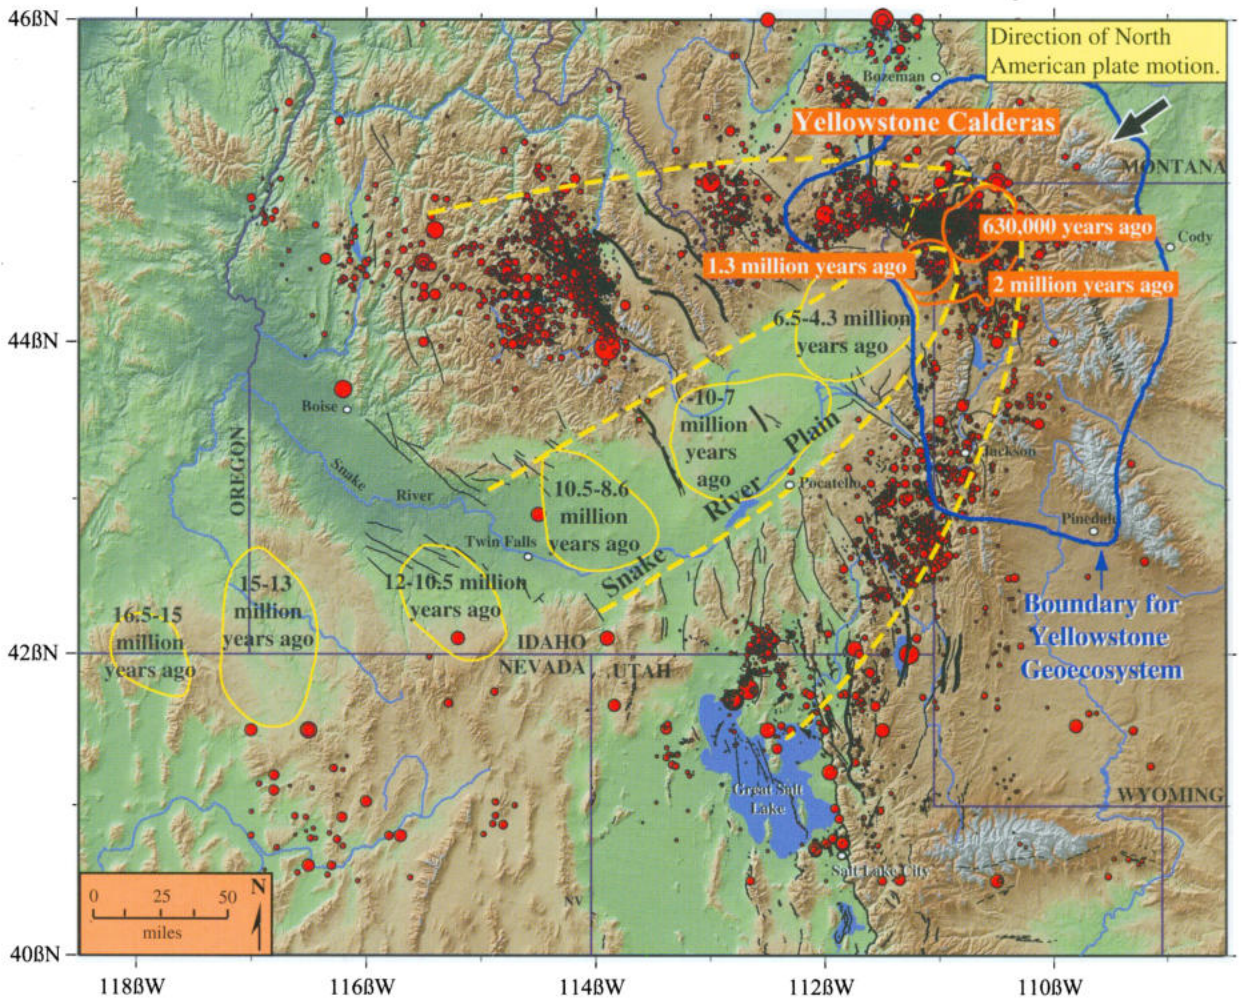 46ßN
Direction of North
American plate motion.
Bozeman
Yellowstone Calderas
MONTANA
630,000 years ago
Cody
1.3 million years ago
2 million years ago
6.5-4.3 million
years ago
448N
-10-7
million
years
ago
Boise
Plain
Jackson
OREGON
Snake
River
10.5-8.6
million
years ago
River
Pocatello
Pinedale
Twin Falls
Snake
12-10.5 million
years ago
15-13
million
years ago
16.5-15
million
years ago
Boundary for
Yellowstone
Geoecosystem
IDAHO
NEVADA
UTAH
428N
Great Salt
Lake
WYOMING
Salt Lake City
NV
0 25 50
miles
N
40ßN
118ßW 116ßW 114ßW 112ßW 110ßW